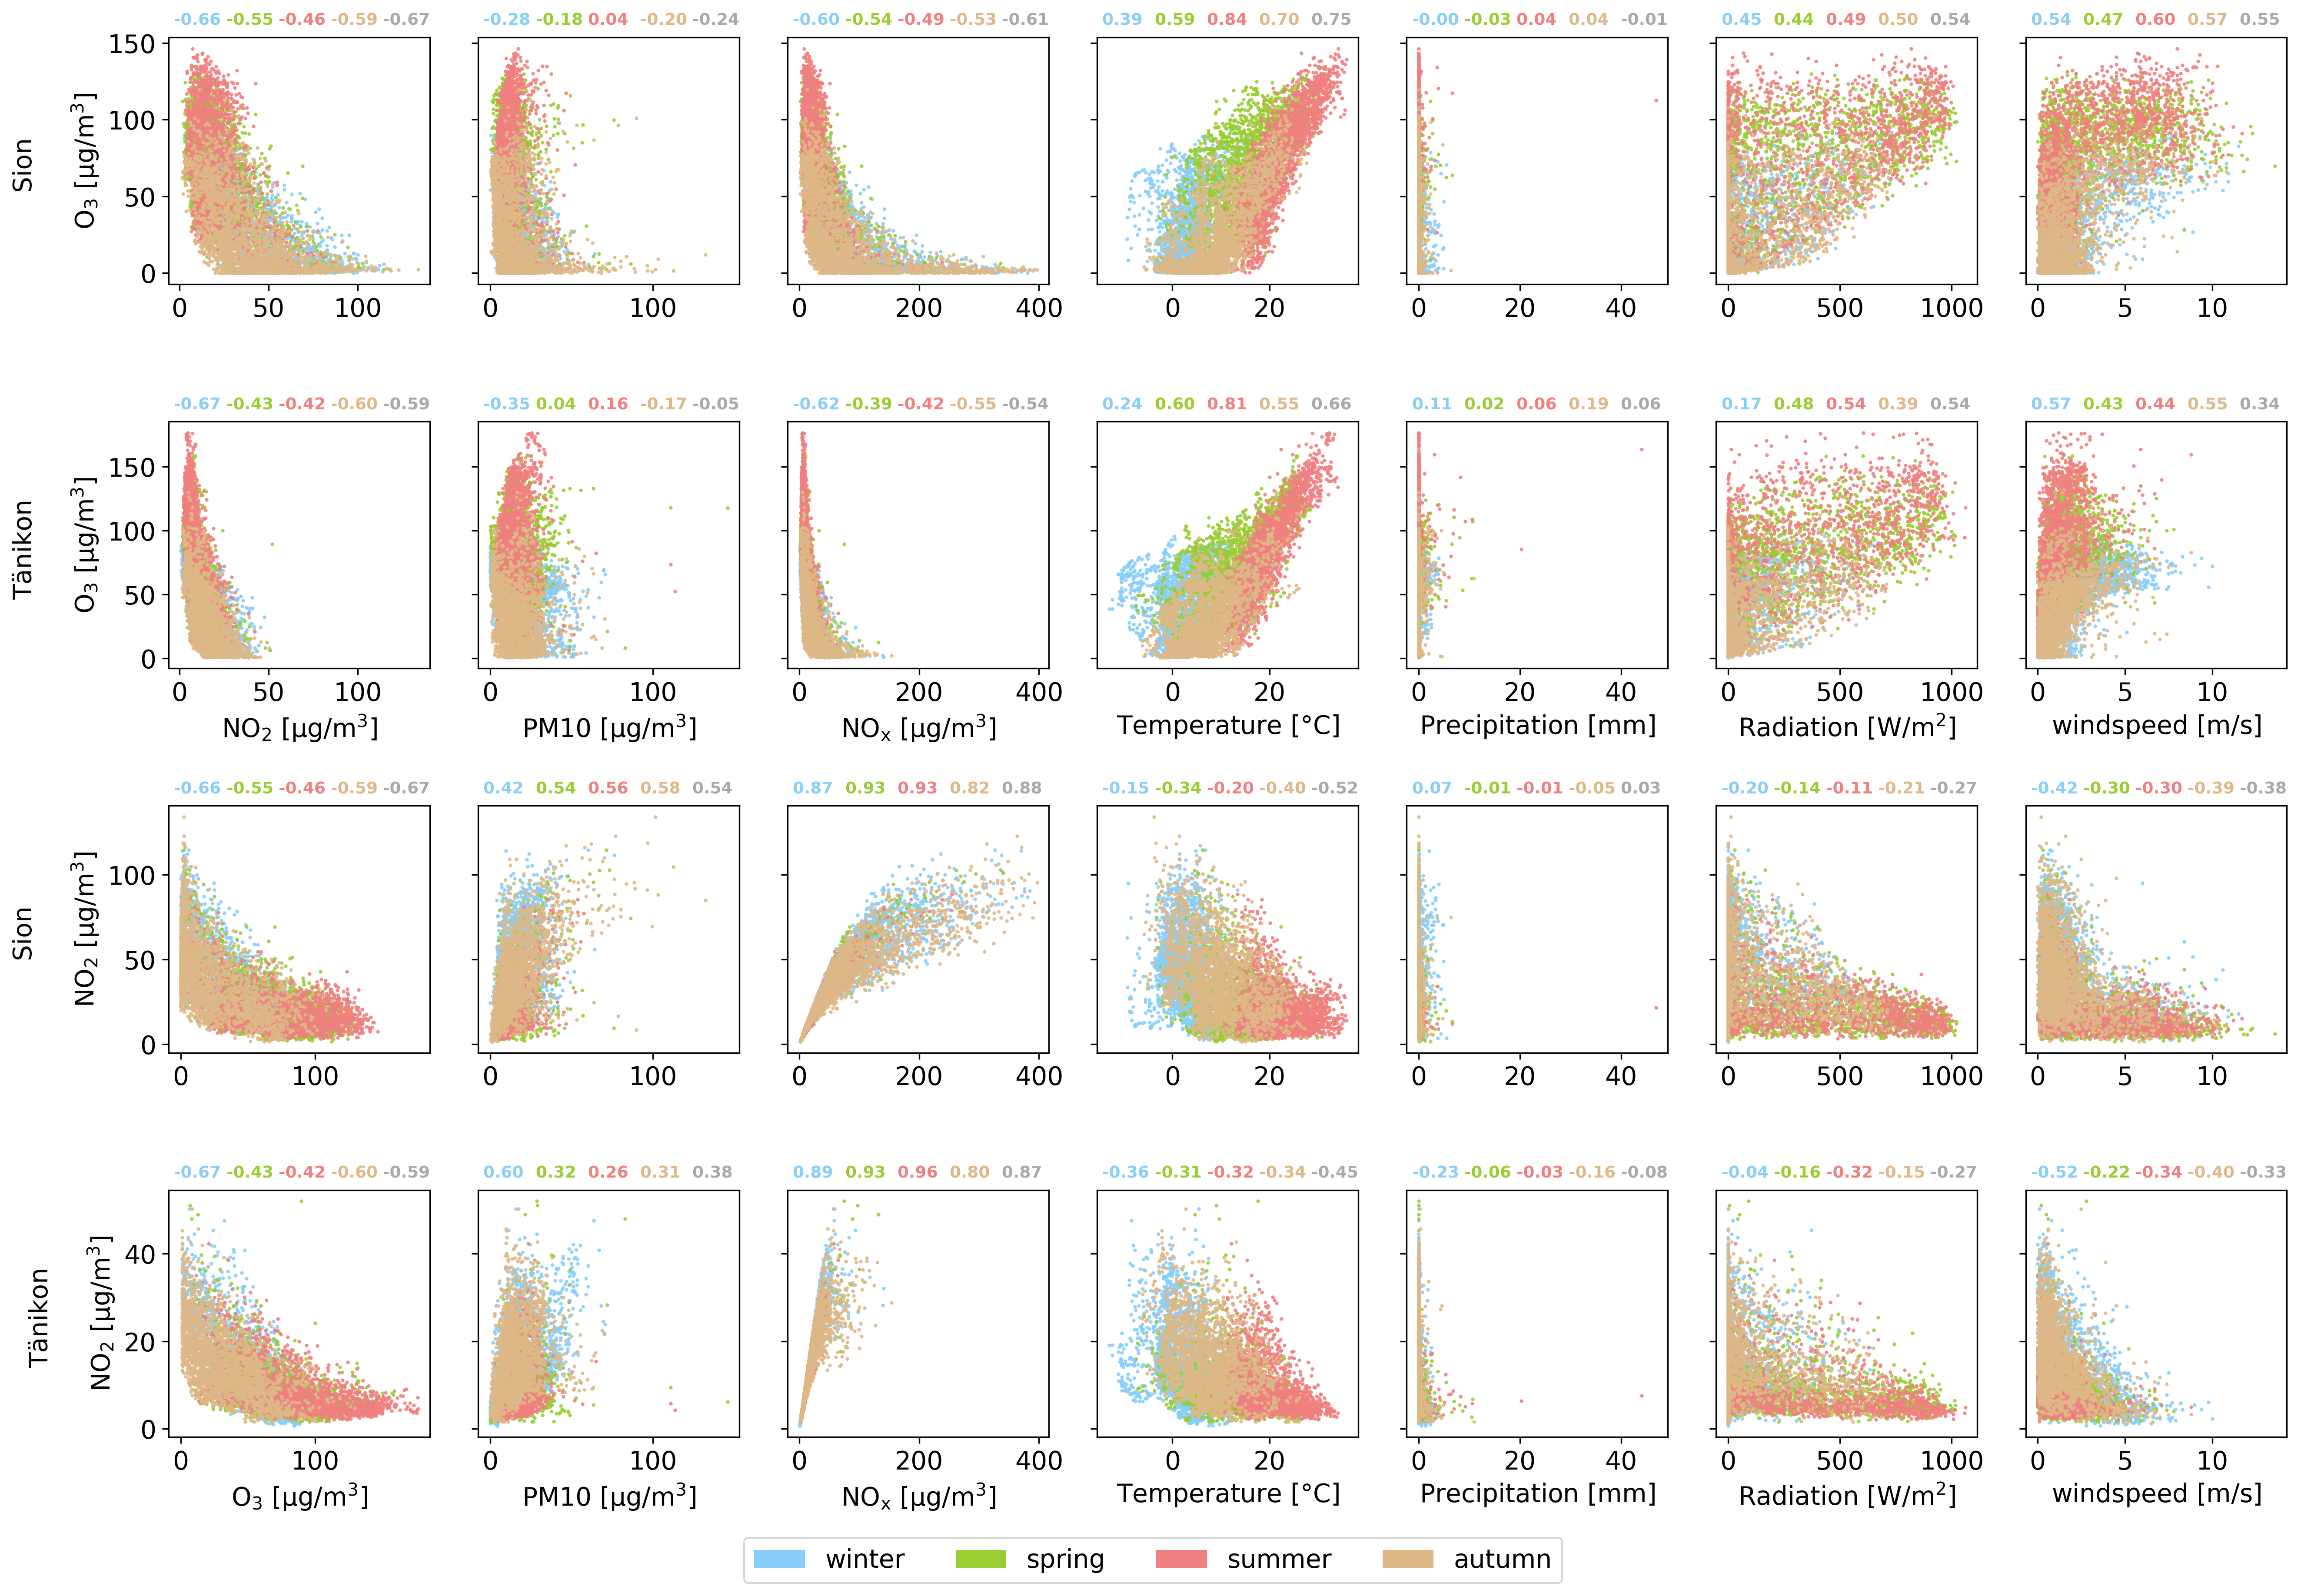 -0.66 -0.55 -0.46 -0.59 -0.67
-0.28 -0.18 0.04 -0.20 -0.24
-0.60 -0.54 -0.49 -0.53 -0.61
0.39 0.59 0.84 0.70 0.75
-0.00 -0.03 0.04 0.04 -0.01
0.45 0.44 0.49 0.50 0.54
0.54 0.47 0.60 0.57 0.55
Sion
O₃ [µg/m³]
150
100
50
0
0 50 100
0 100
0 200 400
0 20
0 20 40
0 500 1000
0 5 10
-0.67 -0.43 -0.42 -0.60 -0.59
-0.35 0.04 0.16 -0.17 -0.05
-0.62 -0.39 -0.42 -0.55 -0.54
0.24 0.60 0.81 0.55 0.66
0.11 0.02 0.06 0.19 0.06
0.17 0.48 0.54 0.39 0.54
0.57 0.43 0.44 0.55 0.34
Tänikon
O₃ [µg/m³]
150
100
50
0
0 50 100
0 100
0 200 400
0 20
0 20 40
0 500 1000
0 5 10
NO₂ [µg/m³]
PM10 [µg/m³]
NOₓ [µg/m³]
Temperature [°C]
Precipitation [mm]
Radiation [W/m²]
windspeed [m/s]
-0.66 -0.55 -0.46 -0.59 -0.67
0.42 0.54 0.56 0.58 0.54
0.87 0.93 0.93 0.82 0.88
-0.15 -0.34 -0.20 -0.40 -0.52
0.07 -0.01 -0.01 -0.05 0.03
-0.20 -0.14 -0.11 -0.21 -0.27
-0.42 -0.30 -0.30 -0.39 -0.38
Sion
NO₂ [µg/m³]
100
50
0
0 100
0 100
0 200 400
0 20
0 20 40
0 500 1000
0 5 10
-0.67 -0.43 -0.42 -0.60 -0.59
0.60 0.32 0.26 0.31 0.38
0.89 0.93 0.96 0.80 0.87
-0.36 -0.31 -0.32 -0.34 -0.45
-0.23 -0.06 -0.03 -0.16 -0.08
-0.04 -0.16 -0.32 -0.15 -0.27
-0.52 -0.22 -0.34 -0.40 -0.33
Tänikon
NO₂ [µg/m³]
40
20
0
0 100
0 100
0 200 400
0 20
0 20 40
0 500 1000
0 5 10
O₃ [µg/m³]
PM10 [µg/m³]
NOₓ [µg/m³]
Temperature [°C]
Precipitation [mm]
Radiation [W/m²]
windspeed [m/s]
winter spring summer autumn